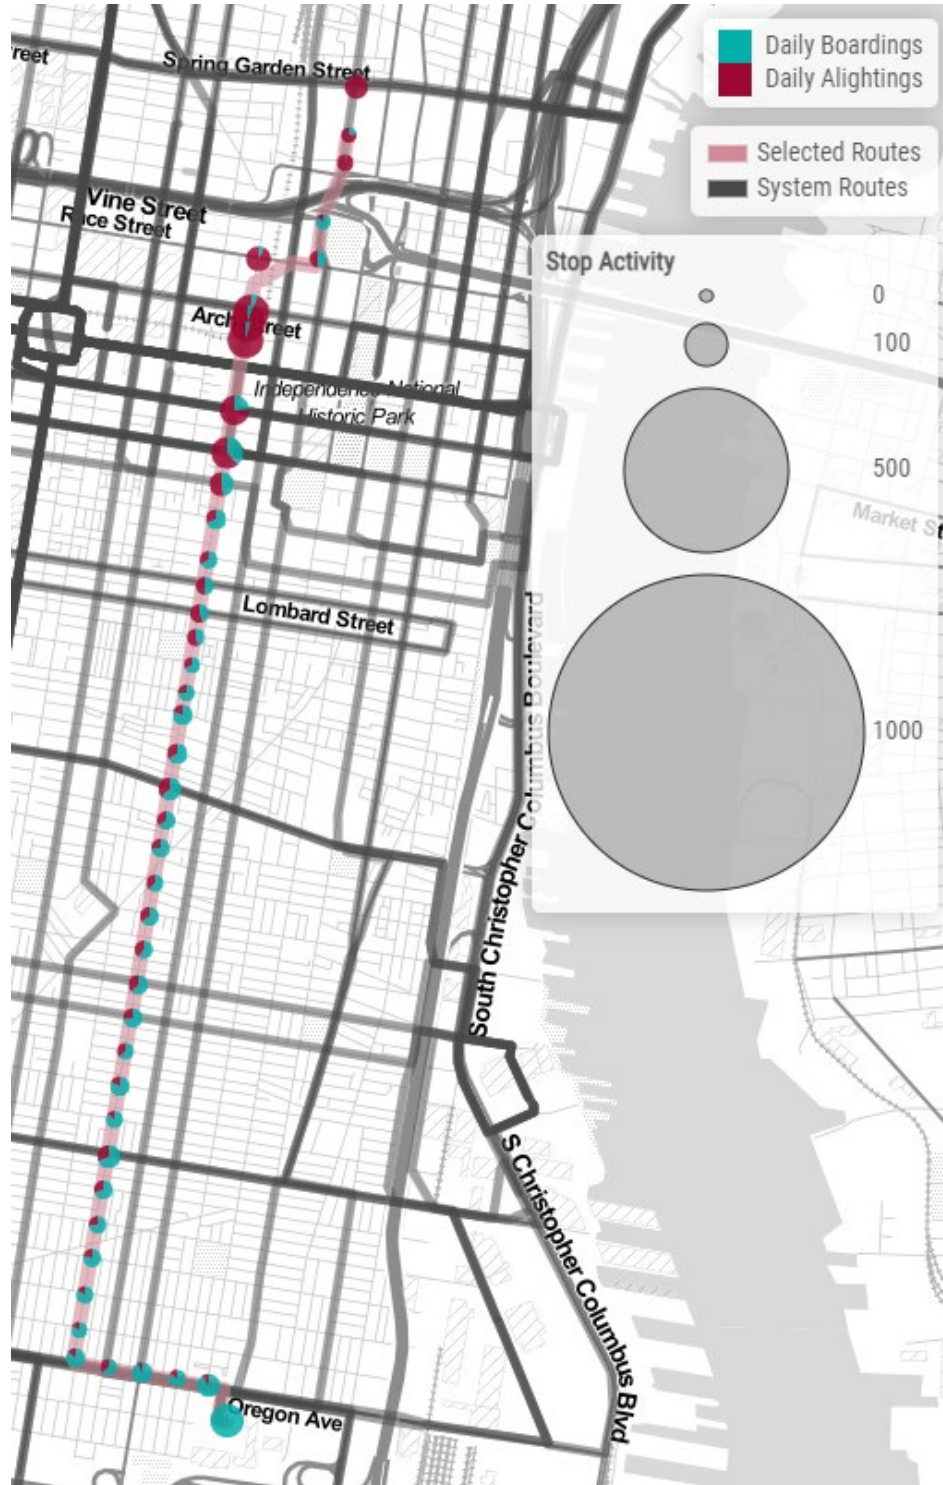 reet
Spring Garden Street
Daily Boardings
Daily Alightings
Selected Routes
System Routes
Vine Street
Race Street
Stop Activity
0
100
500
1000
Arch Street
Independence National
Historic Park
Market St
Lombard Street
South Christopher Columbus Boulevard
S Christopher Columbus Blvd
Oregon Ave